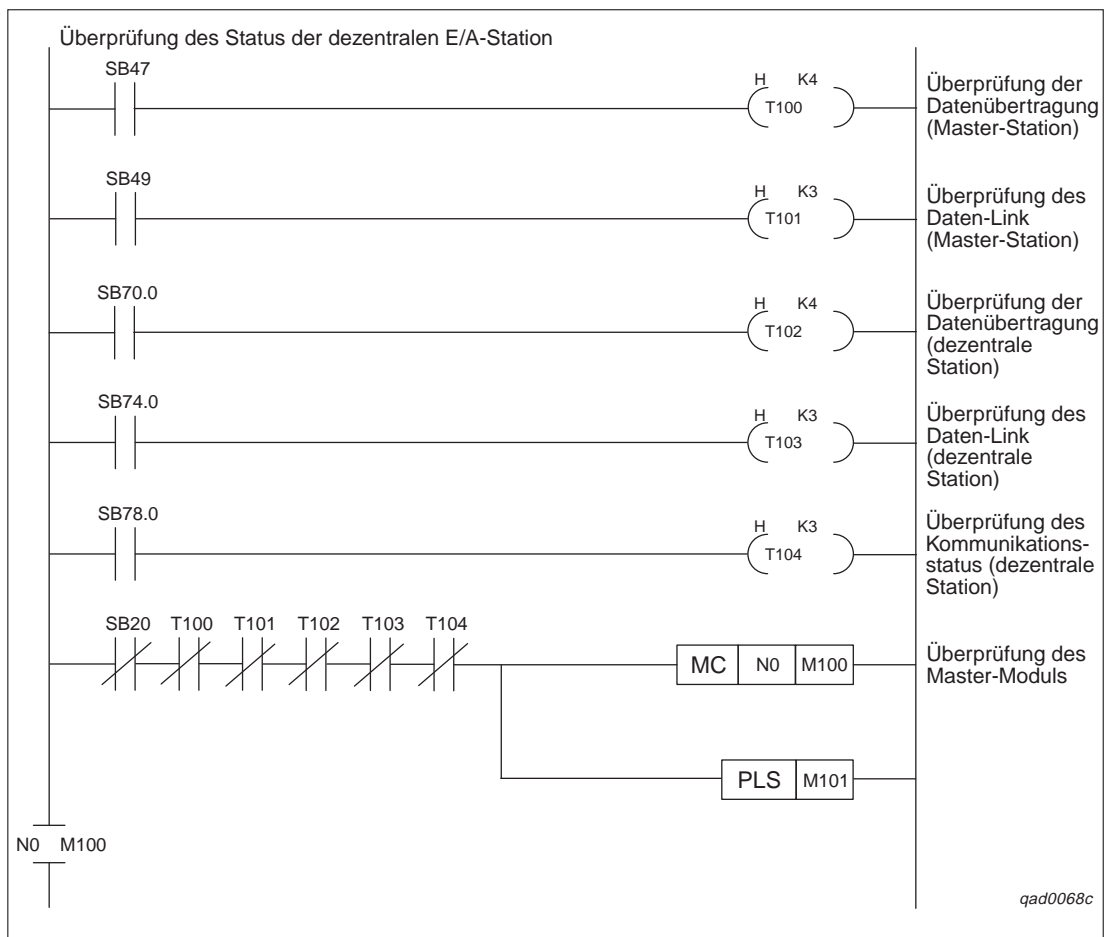 Überprüfung des Status der dezentralen E/A-Station
SB47
H K4
T100
Überprüfung der
Datenübertragung
(Master-Station)
SB49
H K3
T101
Überprüfung des
Daten-Link
(Master-Station)
SB70.0
H K4
T102
Überprüfung der
Datenübertragung
(dezentrale
Station)
SB74.0
H K3
T103
Überprüfung des
Daten-Link
(dezentrale
Station)
SB78.0
H K3
T104
Überprüfung des
Kommunikations-
status (dezentrale
Station)
SB20 T100 T101 T102 T103 T104
MC N0 M100
Überprüfung des
Master-Moduls
PLS M101
N0 M100
qad0068c